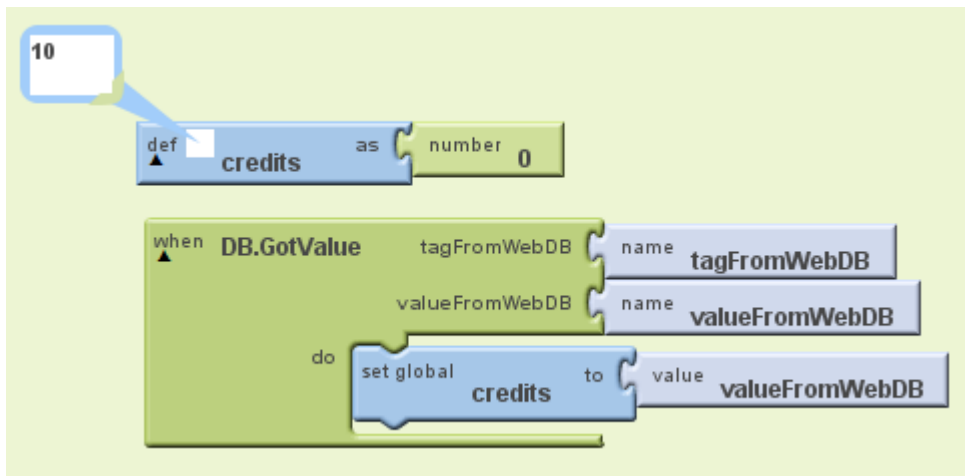 10
def credits as number 0
when DB.GotValue tagFromWebDB name tagFromWebDB
valueFromWebDB name valueFromWebDB
do set global credits to value valueFromWebDB